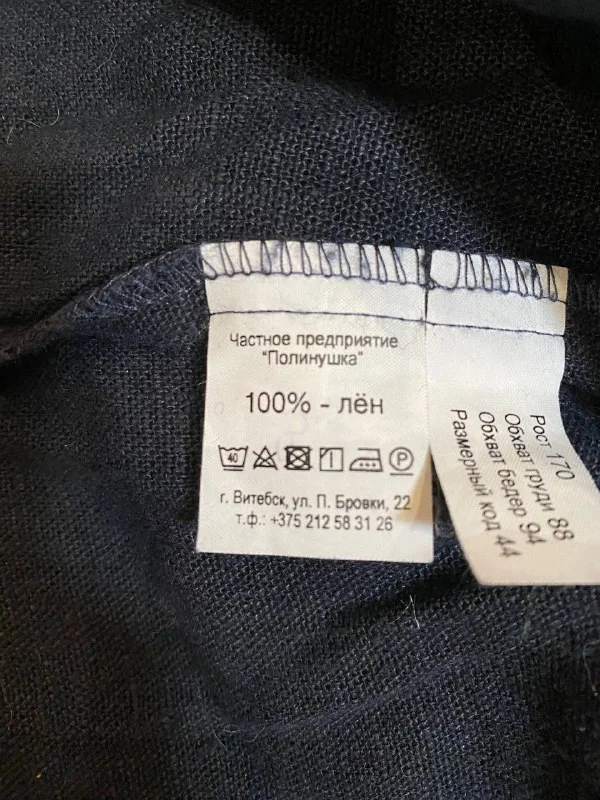 Частное предприятие
"Полинушка"
100% - лён
40
P
г. Витебск, ул. П. Бровки, 22
т.ф.: +375 212 58 31 26
Рост 170
Обхват груди 88
Обхват бедер 94
Размерный код 44